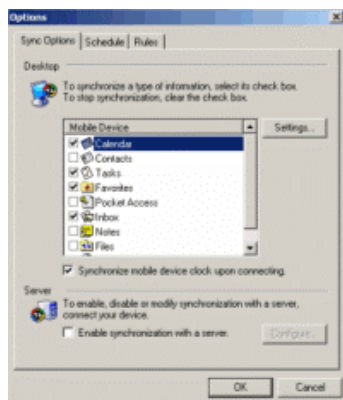 Options
Sync Options Schedule Rules
Desktop
To synchronize a type of information, select its check box.
To stop synchronization, clear the check box.
Mobile Device
Settings...
Calendar
Contacts
Tasks
Favorites
Pocket Access
Inbox
Notes
Files
Synchronize mobile device clock upon connecting.
Server
To enable, disable or modify synchronization with a server,
connect your device.
Enable synchronization with a server.
Configure...
OK Cancel